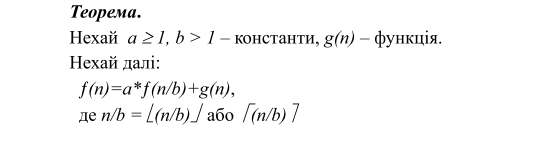 Теорема.
Нехай a ≥ 1, b > 1 – константи, g(n) – функція.
Нехай далі:
f(n)=a*f(n/b)+g(n),
де n/b = ⌊(n/b)⌋ або ⌈(n/b)⌉